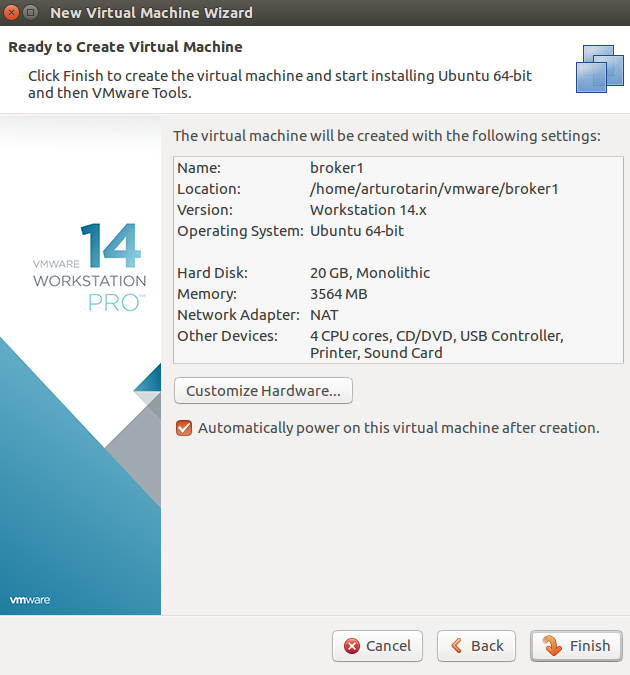 New Virtual Machine Wizard
Ready to Create Virtual Machine
Click Finish to create the virtual machine and start installing Ubuntu 64-bit
and then VMware Tools.
The virtual machine will be created with the following settings:
Name: broker1
Location: /home/arturotarin/vmware/broker1
Version: Workstation 14.x
Operating System: Ubuntu 64-bit
Hard Disk: 20 GB, Monolithic
Memory: 3564 MB
Network Adapter: NAT
Other Devices: 4 CPU cores, CD/DVD, USB Controller,
Printer, Sound Card
VMWARE 14
WORKSTATION
PRO™
Customize Hardware...
Automatically power on this virtual machine after creation.
vmware
Cancel Back Finish